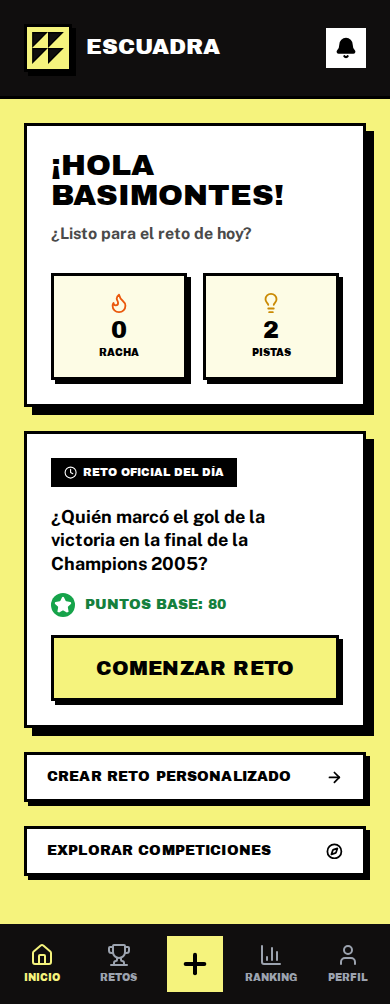 ESCUADRA
¡HOLA
BASIMONTES!
¿Listo para el reto de hoy?
0
RACHA
2
PISTAS
RETO OFICIAL DEL DÍA
¿Quién marcó el gol de la
victoria en la final de la
Champions 2005?
PUNTOS BASE: 80
COMENZAR RETO
CREAR RETO PERSONALIZADO
EXPLORAR COMPETICIONES
INICIO
RETOS
RANKING
PERFIL